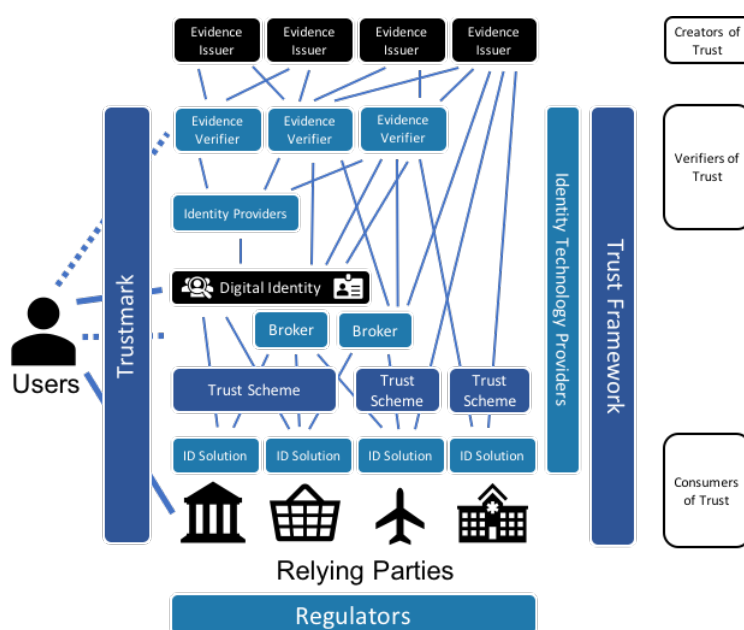 Evidence
Issuer
Evidence
Issuer
Evidence
Issuer
Evidence
Issuer
Creators of
Trust
Evidence
Verifier
Evidence
Verifier
Evidence
Verifier
Verifiers of
Trust
Identity Providers
Digital Identity
Broker
Broker
Trust Scheme
Trust
Scheme
Trust
Scheme
ID Solution
ID Solution
ID Solution
ID Solution
Users
Trustmark
Identity Technology Providers
Trust Framework
Consumers
of Trust
Relying Parties
Regulators